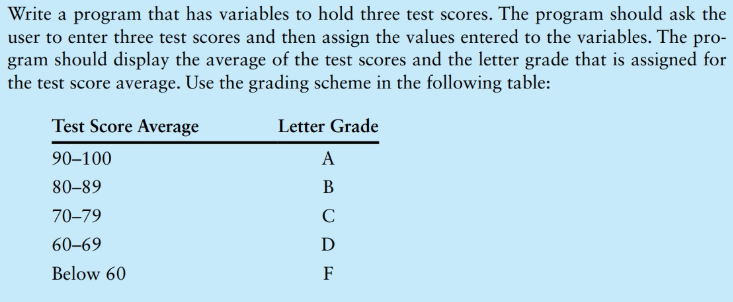 Write a program that has variables to hold three test scores. The program should ask the
user to enter three test scores and then assign the values entered to the variables. The pro-
gram should display the average of the test scores and the letter grade that is assigned for
the test score average. Use the grading scheme in the following table:
Test Score Average Letter Grade
90–100 A
80–89 B
70–79 C
60–69 D
Below 60 F